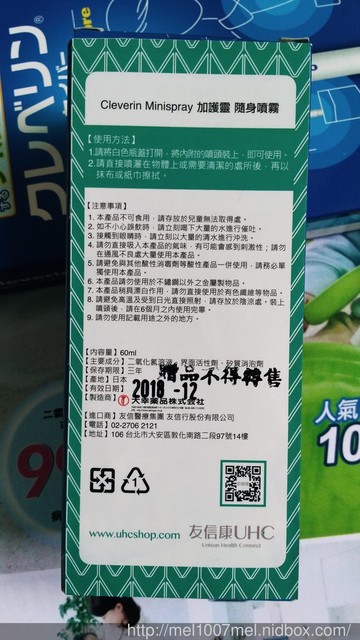 クレベリン
Cleverin Minispray 加護靈 隨身噴霧
【使用方法】
1.請將白色瓶蓋打開，將內附的噴頭裝上，即可使用。
2.請直接噴灑在物體上或需要清潔的處所後，再以
抹布或紙巾擦拭。
【注意事項】
1. 本產品不可食用，請存放於兒童無法取得處。
2. 如不小心誤飲時，請立刻喝下大量的水進行催吐。
3. 接觸到眼睛時，請立刻以大量的清水進行沖洗。
4. 請勿直接吸入本產品的氣味，有可能會感到刺激性；請勿
在通風不良處大量使用本產品。
5. 請避免與其他酸性消毒劑等酸性產品一併使用，請務必單
獨使用本產品。
6. 本產品請勿使用於不鏽鋼以外之金屬製品。
7. 本產品稍具漂白作用，請勿直接使用於有色纖維等物品。
8. 請避免高溫及受到日光直接照射，請存放於陰涼處。裝上
噴頭後，請在6個月之內使用完畢。
9. 請勿使用於記載用途之外的地方。
內容量| 60ml
主成分| 二氧化氯溶液、界面活性劑、矽質消泡劑
保存期限| 三年
產地| 日本
有效日期|
2018 -12
贈品不得轉售
製造商| 大幸藥品株式会社
進口商| 友信醫療集團 友信行股份有限公司
電話| 02-2706 2121
地址| 106 台北市大安區敦化南路二段97號14樓
1
www.uhcshop.com
友信康UHC
Unison Health Connect
人氣
10
二
99
http://mel1007mel.nidbox.com/